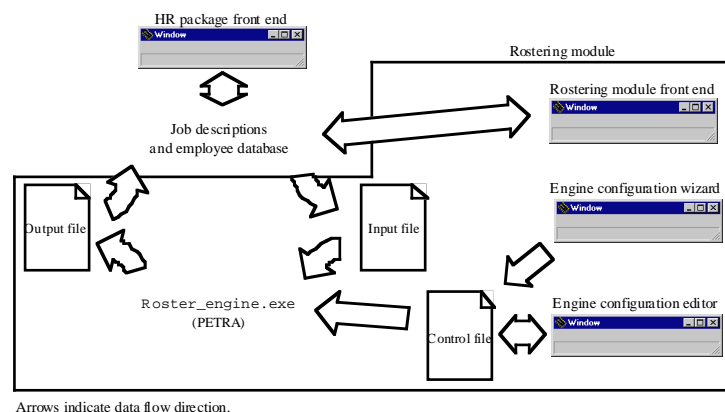 HR package front end
Window
Rostering module
Rostering module front end
Window
Job descriptions
and employee database
Engine configuration wizard
Window
Output file
Input file
Roster_engine.exe
(PETRA)
Engine configuration editor
Window
Control file
Arrows indicate data flow direction.